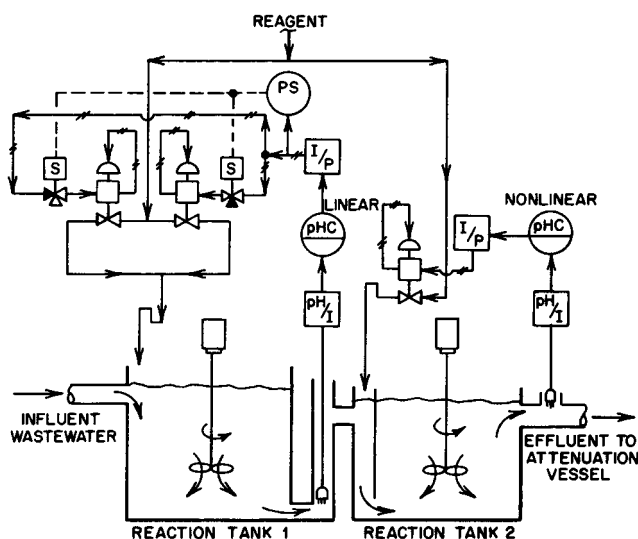 REAGENT
PS
S
S
I/P
LINEAR
NONLINEAR
pHC
I/P
pHC
pH/I
pH/I
INFLUENT
WASTEWATER
EFFLUENT TO
ATTENUATION
VESSEL
REACTION TANK 1
REACTION TANK 2